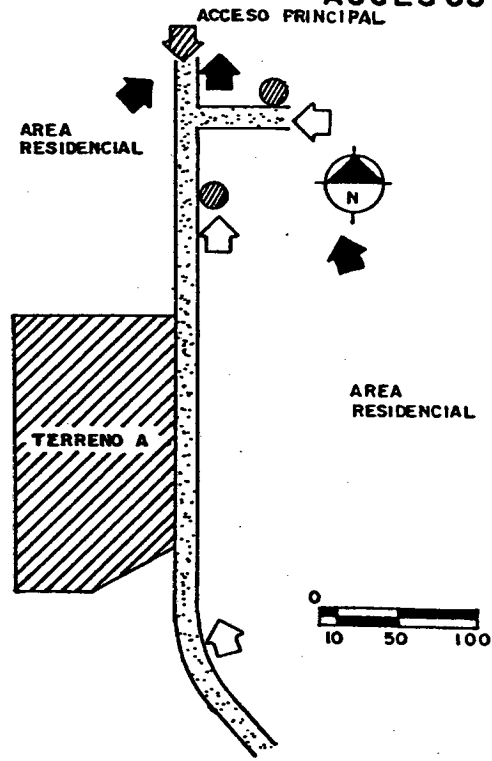 ACCESO PRINCIPAL
AREA
RESIDENCIAL
N
AREA
RESIDENCIAL
TERRENO A
0
10 50 100